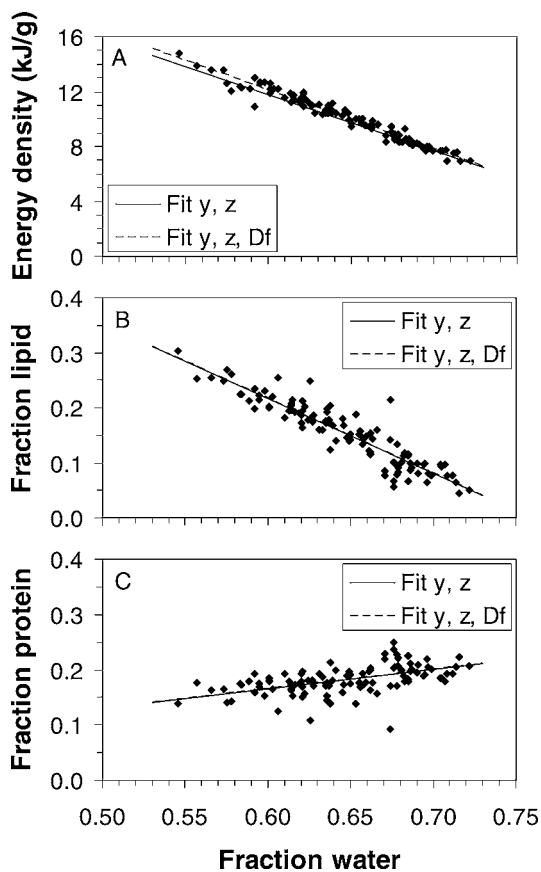 Energy density (kJ/g)
16
12
8
4
0
A
Fit y, z
Fit y, z, Df
Fraction lipid
0.4
0.3
0.2
0.1
0.0
B
Fit y, z
Fit y, z, Df
Fraction protein
0.4
0.3
0.2
0.1
0.0
C
Fit y, z
Fit y, z, Df
0.50 0.55 0.60 0.65 0.70 0.75
Fraction water